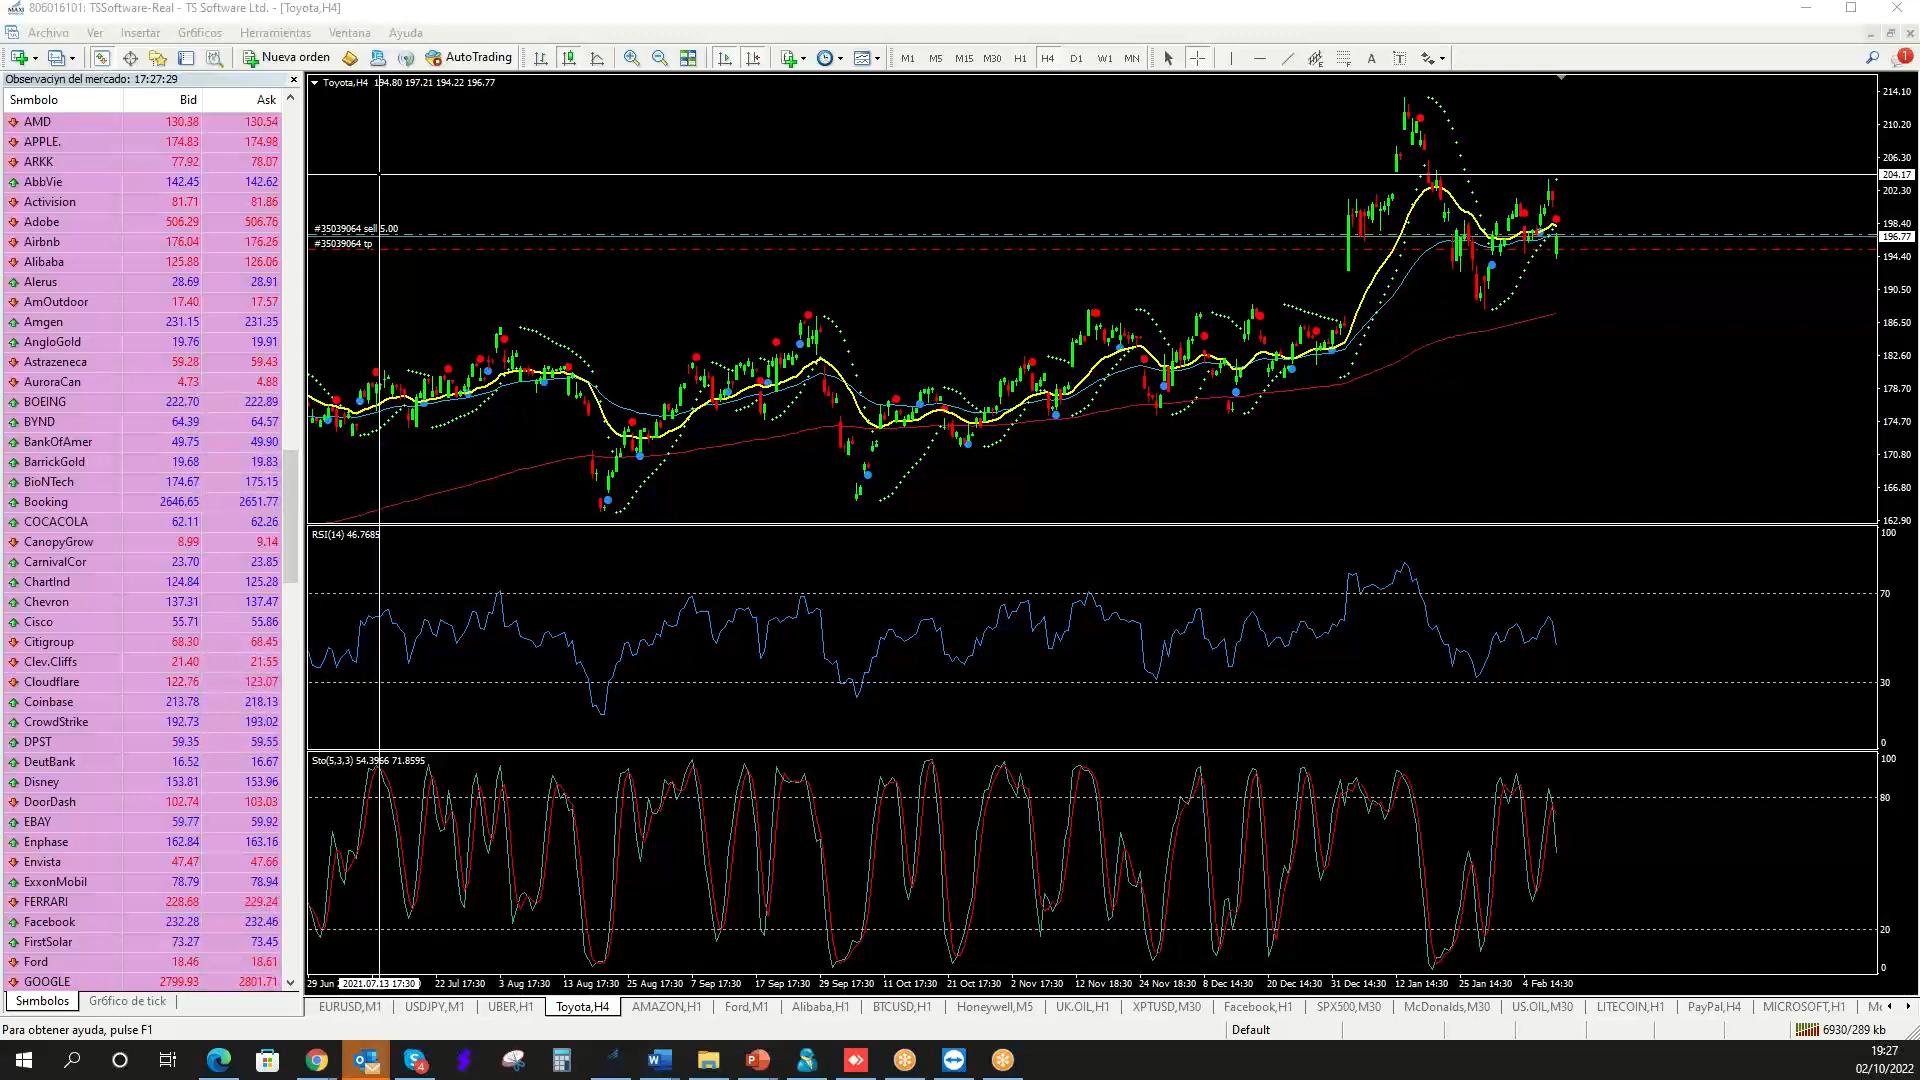 806016101: TSSoftware-Real - TS Software Ltd. - [Toyota,H4]
Archivo Ver Insertar Gráficos Herramientas Ventana Ayuda
Nueva orden AutoTrading M1 M5 M15 M30 H1 H4 D1 W1 MN A T 1
Observaciyn del mercado: 17:27:29
Sнmbolo Bid Ask
AMD 130.38 130.54
APPLE. 174.83 174.98
ARKK 77.92 78.07
AbbVie 142.45 142.62
Activision 81.71 81.86
Adobe 506.29 506.76
Airbnb 176.04 176.26
Alibaba 125.88 126.06
Alerus 28.69 28.91
AmOutdoor 17.40 17.57
Amgen 231.15 231.35
AngloGold 19.76 19.91
Astrazeneca 59.28 59.43
AuroraCan 4.73 4.88
BOEING 222.70 222.89
BYND 64.39 64.57
BankOfAmer 49.75 49.90
BarrickGold 19.68 19.83
BioNTech 174.67 175.15
Booking 2646.65 2651.77
COCACOLA 62.11 62.26
CanopyGrow 8.99 9.14
CarnivalCor 23.70 23.85
ChartInd 124.84 125.28
Chevron 137.31 137.47
Cisco 55.71 55.86
Citigroup 68.30 68.45
Clev.Cliffs 21.40 21.55
Cloudflare 122.76 123.07
Coinbase 213.78 218.13
CrowdStrike 192.73 193.02
DPST 59.35 59.55
DeutBank 16.52 16.67
Disney 153.81 153.96
DoorDash 102.74 103.03
EBAY 59.77 59.92
Enphase 162.84 163.16
Envista 47.47 47.66
ExxonMobil 78.79 78.94
FERRARI 228.68 229.24
Facebook 232.28 232.46
FirstSolar 73.27 73.45
Ford 18.46 18.61
GOOGLE 2799.93 2801.71
Sнmbolos Grбfico de tick
Toyota,H4 194.80 197.21 194.22 196.77
#35039064 sell 5.00
#35039064 tp
214.10
210.20
206.30
204.17
202.30
198.40
196.77
194.40
190.50
186.50
182.60
178.70
174.70
170.80
166.80
162.90
RSI(14) 46.7685
100
70
30
0
Sto(5,3,3) 54.3966 71.8595
100
80
20
0
29 Jun 2021.07.13 17:30 22 Jul 17:30 3 Aug 17:30 13 Aug 17:30 25 Aug 17:30 7 Sep 17:30 17 Sep 17:30 29 Sep 17:30 11 Oct 17:30 21 Oct 17:30 2 Nov 17:30 12 Nov 18:30 24 Nov 18:30 8 Dec 14:30 20 Dec 14:30 31 Dec 14:30 12 Jan 14:30 25 Jan 14:30 4 Feb 14:30
EURUSD,M1 USDJPY,M1 UBER,H1 Toyota,H4 AMAZON,H1 Ford,M1 Alibaba,H1 BTCUSD,H1 Honeywell,M5 UK.OIL,H1 XPTUSD,M30 Facebook,H1 SPX500,M30 McDonalds,M30 US.OIL,M30 LITECOIN,H1 PayPal,H4 MICROSOFT,H1
Para obtener ayuda, pulse F1 Default 6930/289 kb
4
19:27
02/10/2022